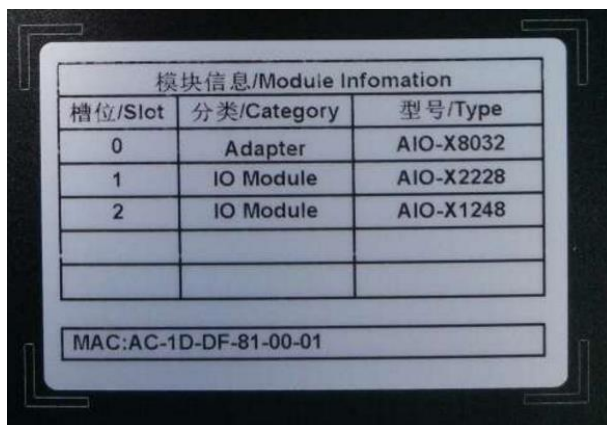 模块信息/Module Infomation
槽位/Slot 分类/Category 型号/Type
0 Adapter AIO-X8032
1 IO Module AIO-X2228
2 IO Module AIO-X1248
MAC:AC-1D-DF-81-00-01